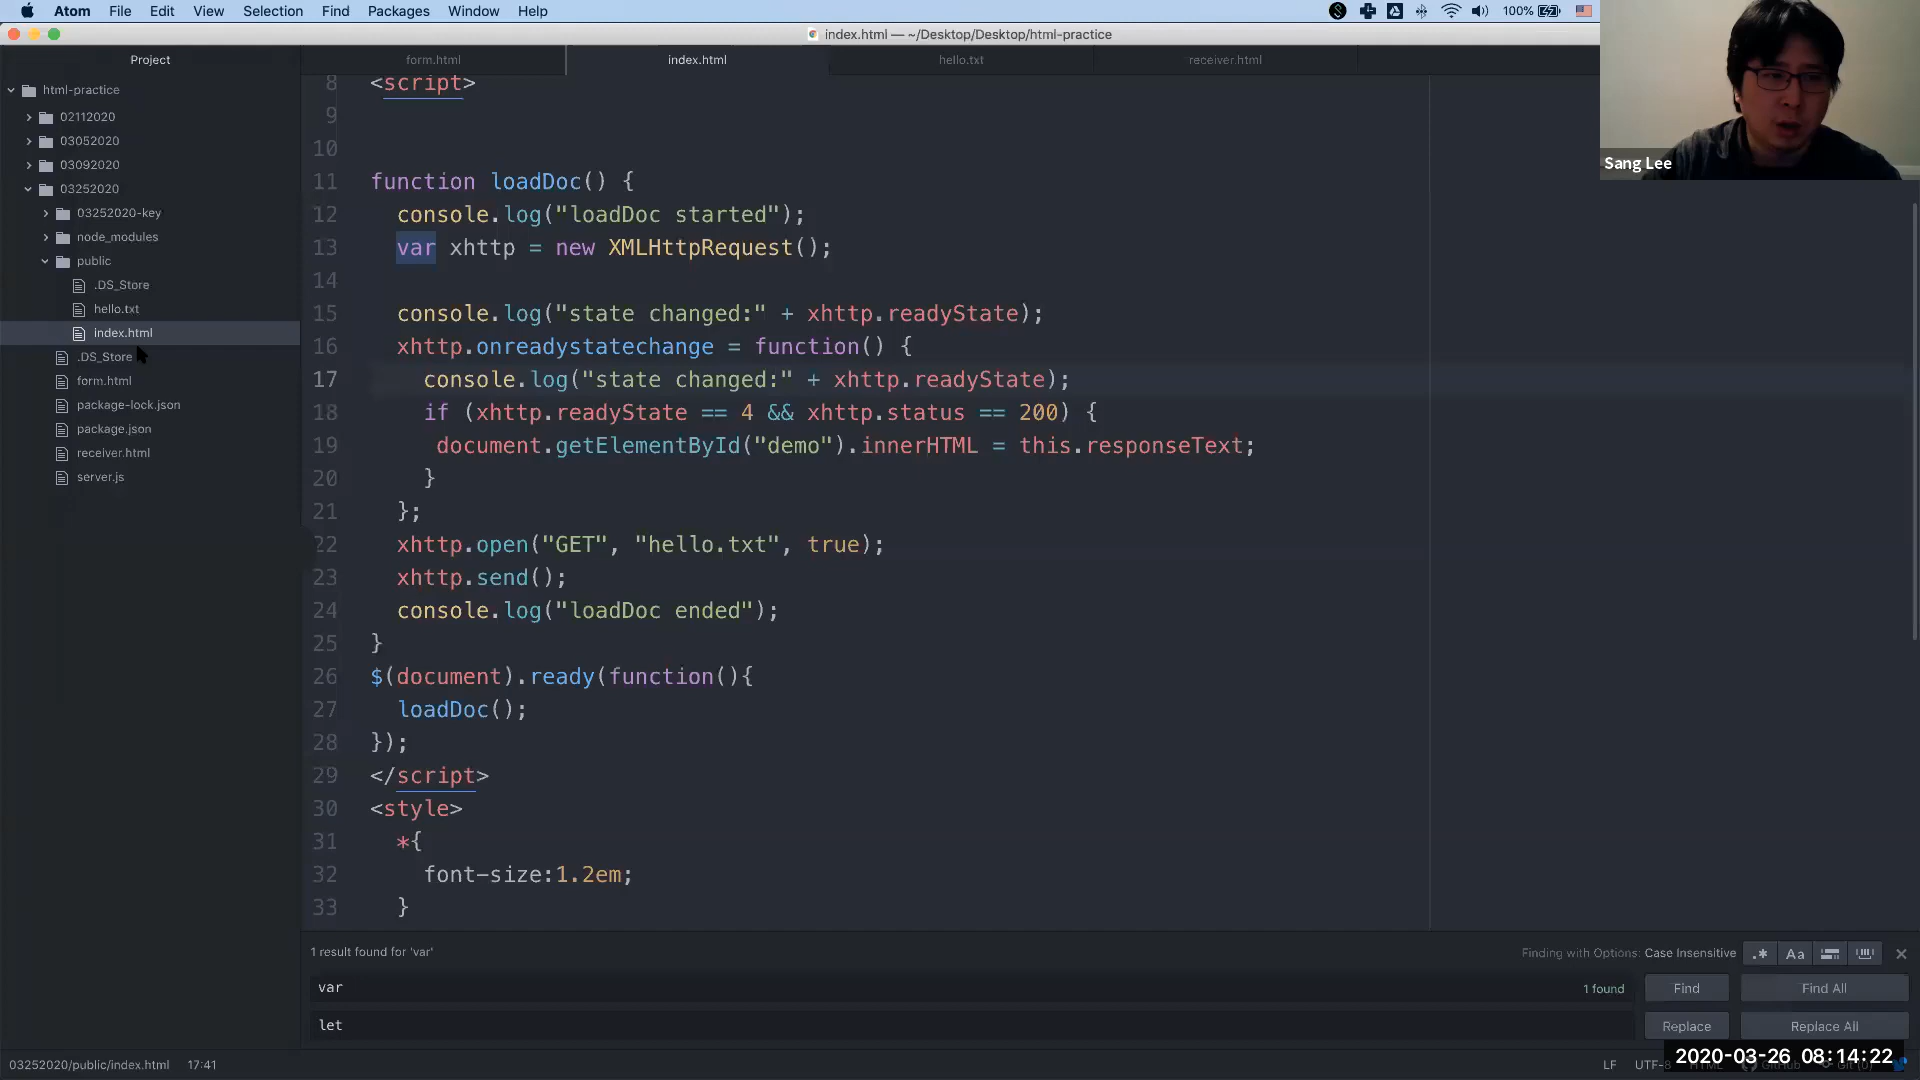 Atom File Edit View Selection Find Packages Window Help
100%
index.html — ~/Desktop/Desktop/html-practice
Sang Lee
Project
html-practice
02112020
03052020
03092020
03252020
03252020-key
node_modules
public
.DS_Store
hello.txt
index.html
.DS_Store
form.html
package-lock.json
package.json
receiver.html
server.js
form.html index.html hello.txt receiver.html
8 <script>
9
10
11 function loadDoc() {
12 console.log("loadDoc started");
13 var xhttp = new XMLHttpRequest();
14
15 console.log("state changed:" + xhttp.readyState);
16 xhttp.onreadystatechange = function() {
17 console.log("state changed:" + xhttp.readyState);
18 if (xhttp.readyState == 4 && xhttp.status == 200) {
19 document.getElementById("demo").innerHTML = this.responseText;
20 }
21 };
22 xhttp.open("GET", "hello.txt", true);
23 xhttp.send();
24 console.log("loadDoc ended");
25 }
26 $(document).ready(function(){
27 loadDoc();
28 });
29 </script>
30 <style>
31 *{
32 font-size:1.2em;
33 }
1 result found for 'var'
Finding with Options: Case Insensitive
.* Aa
var 1 found Find Find All
let Replace Replace All
03252020/public/index.html 17:41
LF UTF-8
2020-03-26 08:14:22